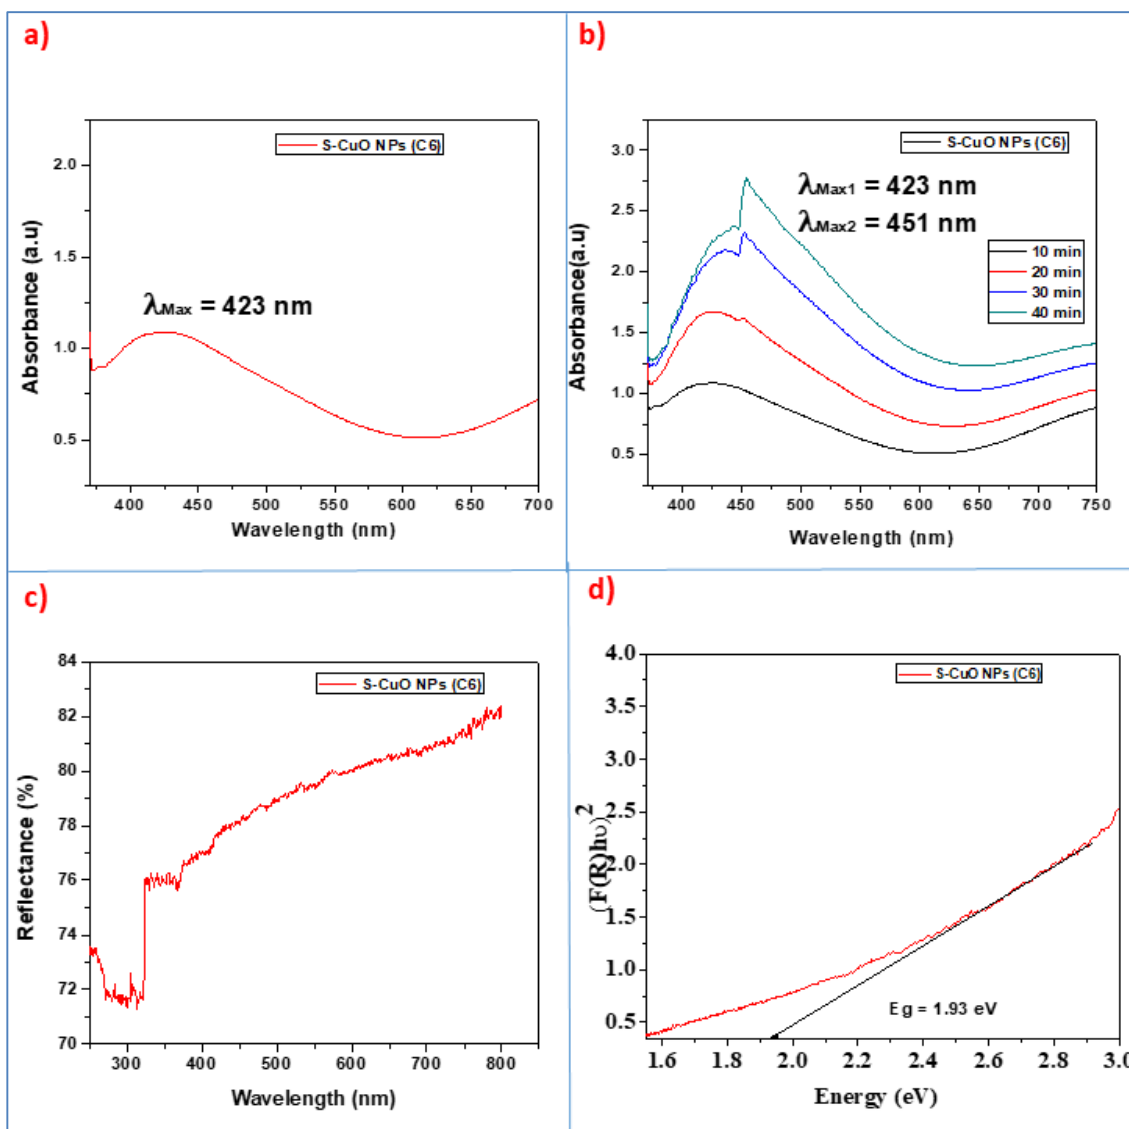 a)
S-CuO NPs (C6)
2.0
1.5
1.0
0.5
Absorbance (a.u)
λMax = 423 nm
400 450 500 550 600 650 700
Wavelength (nm)
b)
S-CuO NPs (C6)
3.0
2.5
2.0
1.5
1.0
0.5
Absorbance(a.u)
λMax1 = 423 nm
λMax2 = 451 nm
10 min
20 min
30 min
40 min
400 450 500 550 600 650 700 750
Wavelength (nm)
c)
S-CuO NPs (C6)
84
82
80
78
76
74
72
70
Reflectance (%)
300 400 500 600 700 800
Wavelength (nm)
d)
S-CuO NPs (C6)
4.0
3.5
3.0
2.5
2.0
1.5
1.0
0.5
(F(R)hυ)²
Eg = 1.93 eV
1.6 1.8 2.0 2.2 2.4 2.6 2.8 3.0
Energy (eV)